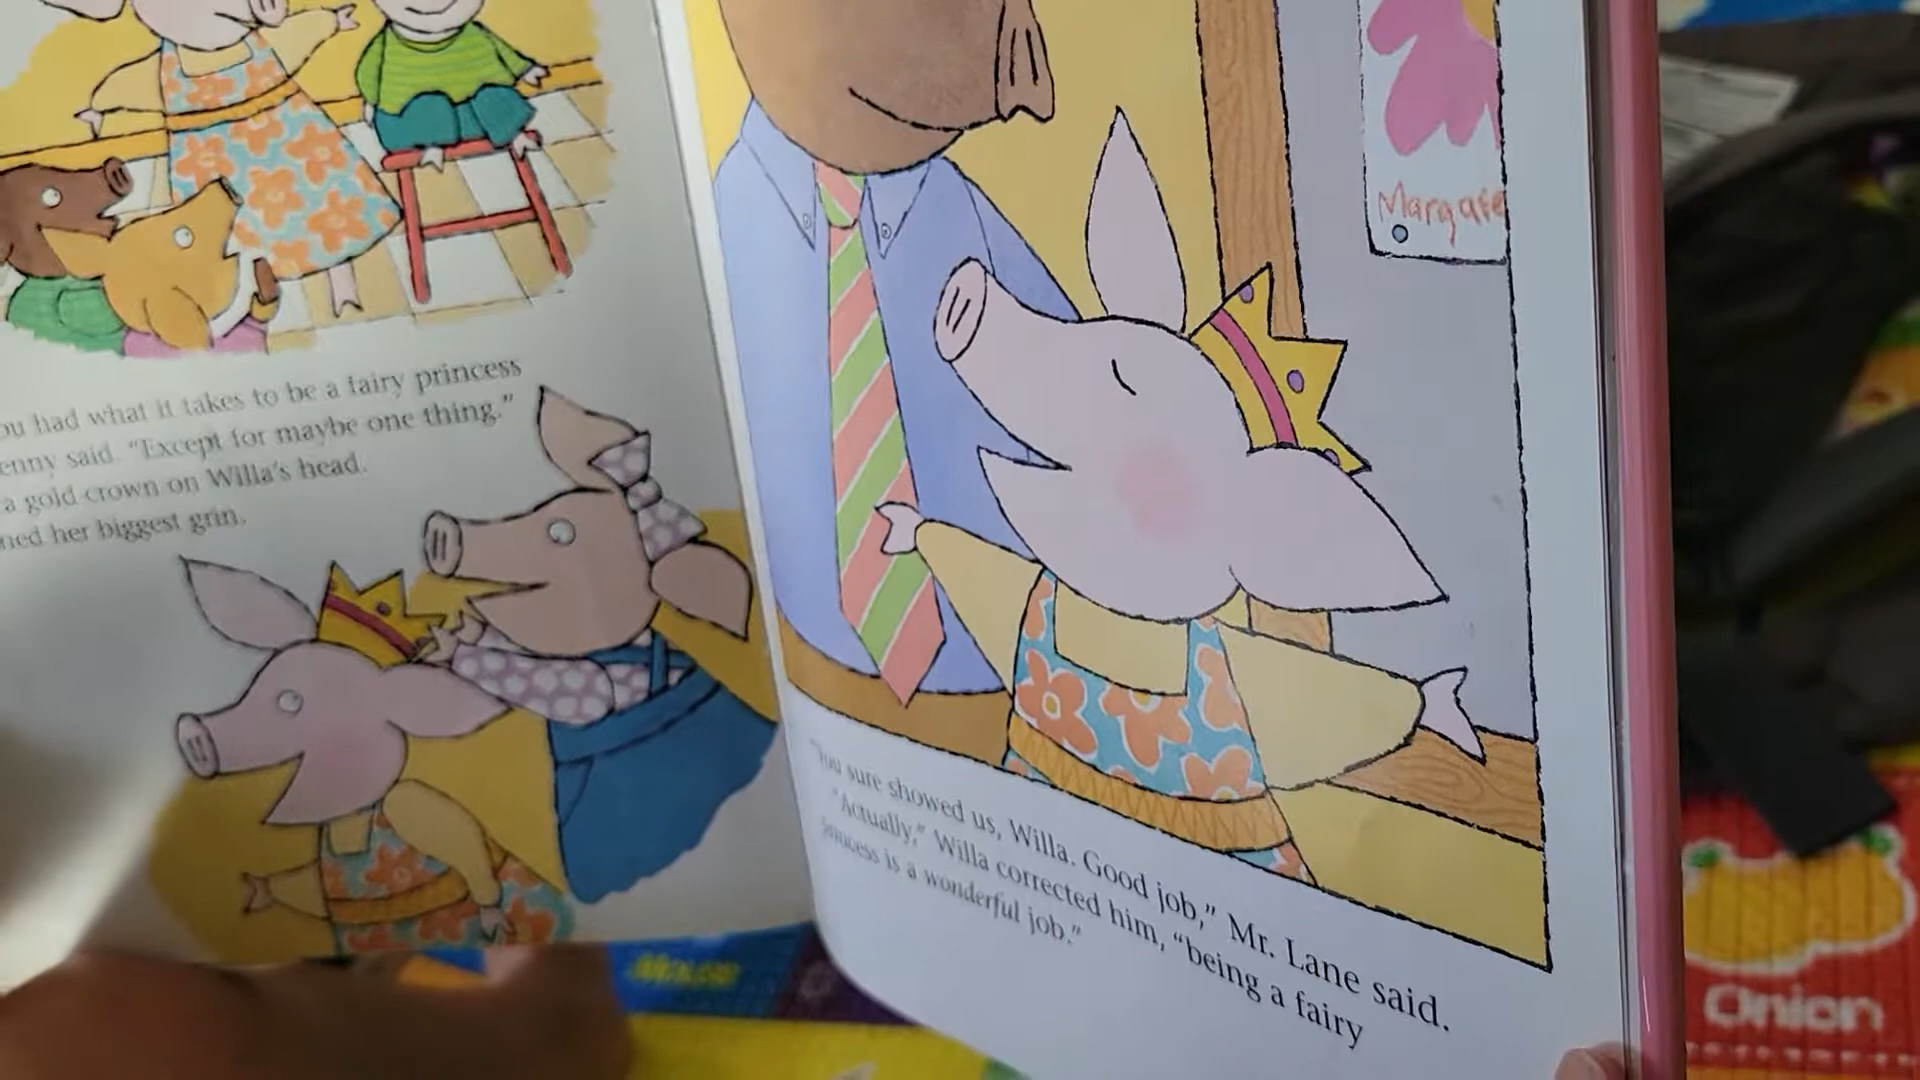 ou had what it takes to be a fairy princess
enny said. "Except for maybe one thing."
a gold crown on Willa's head.
ned her biggest grin.
Margare
"You sure showed us, Willa. Good job," Mr. Lane said.
"Actually," Willa corrected him, "being a fairy
princess is a wonderful job."
Mouse
Onion